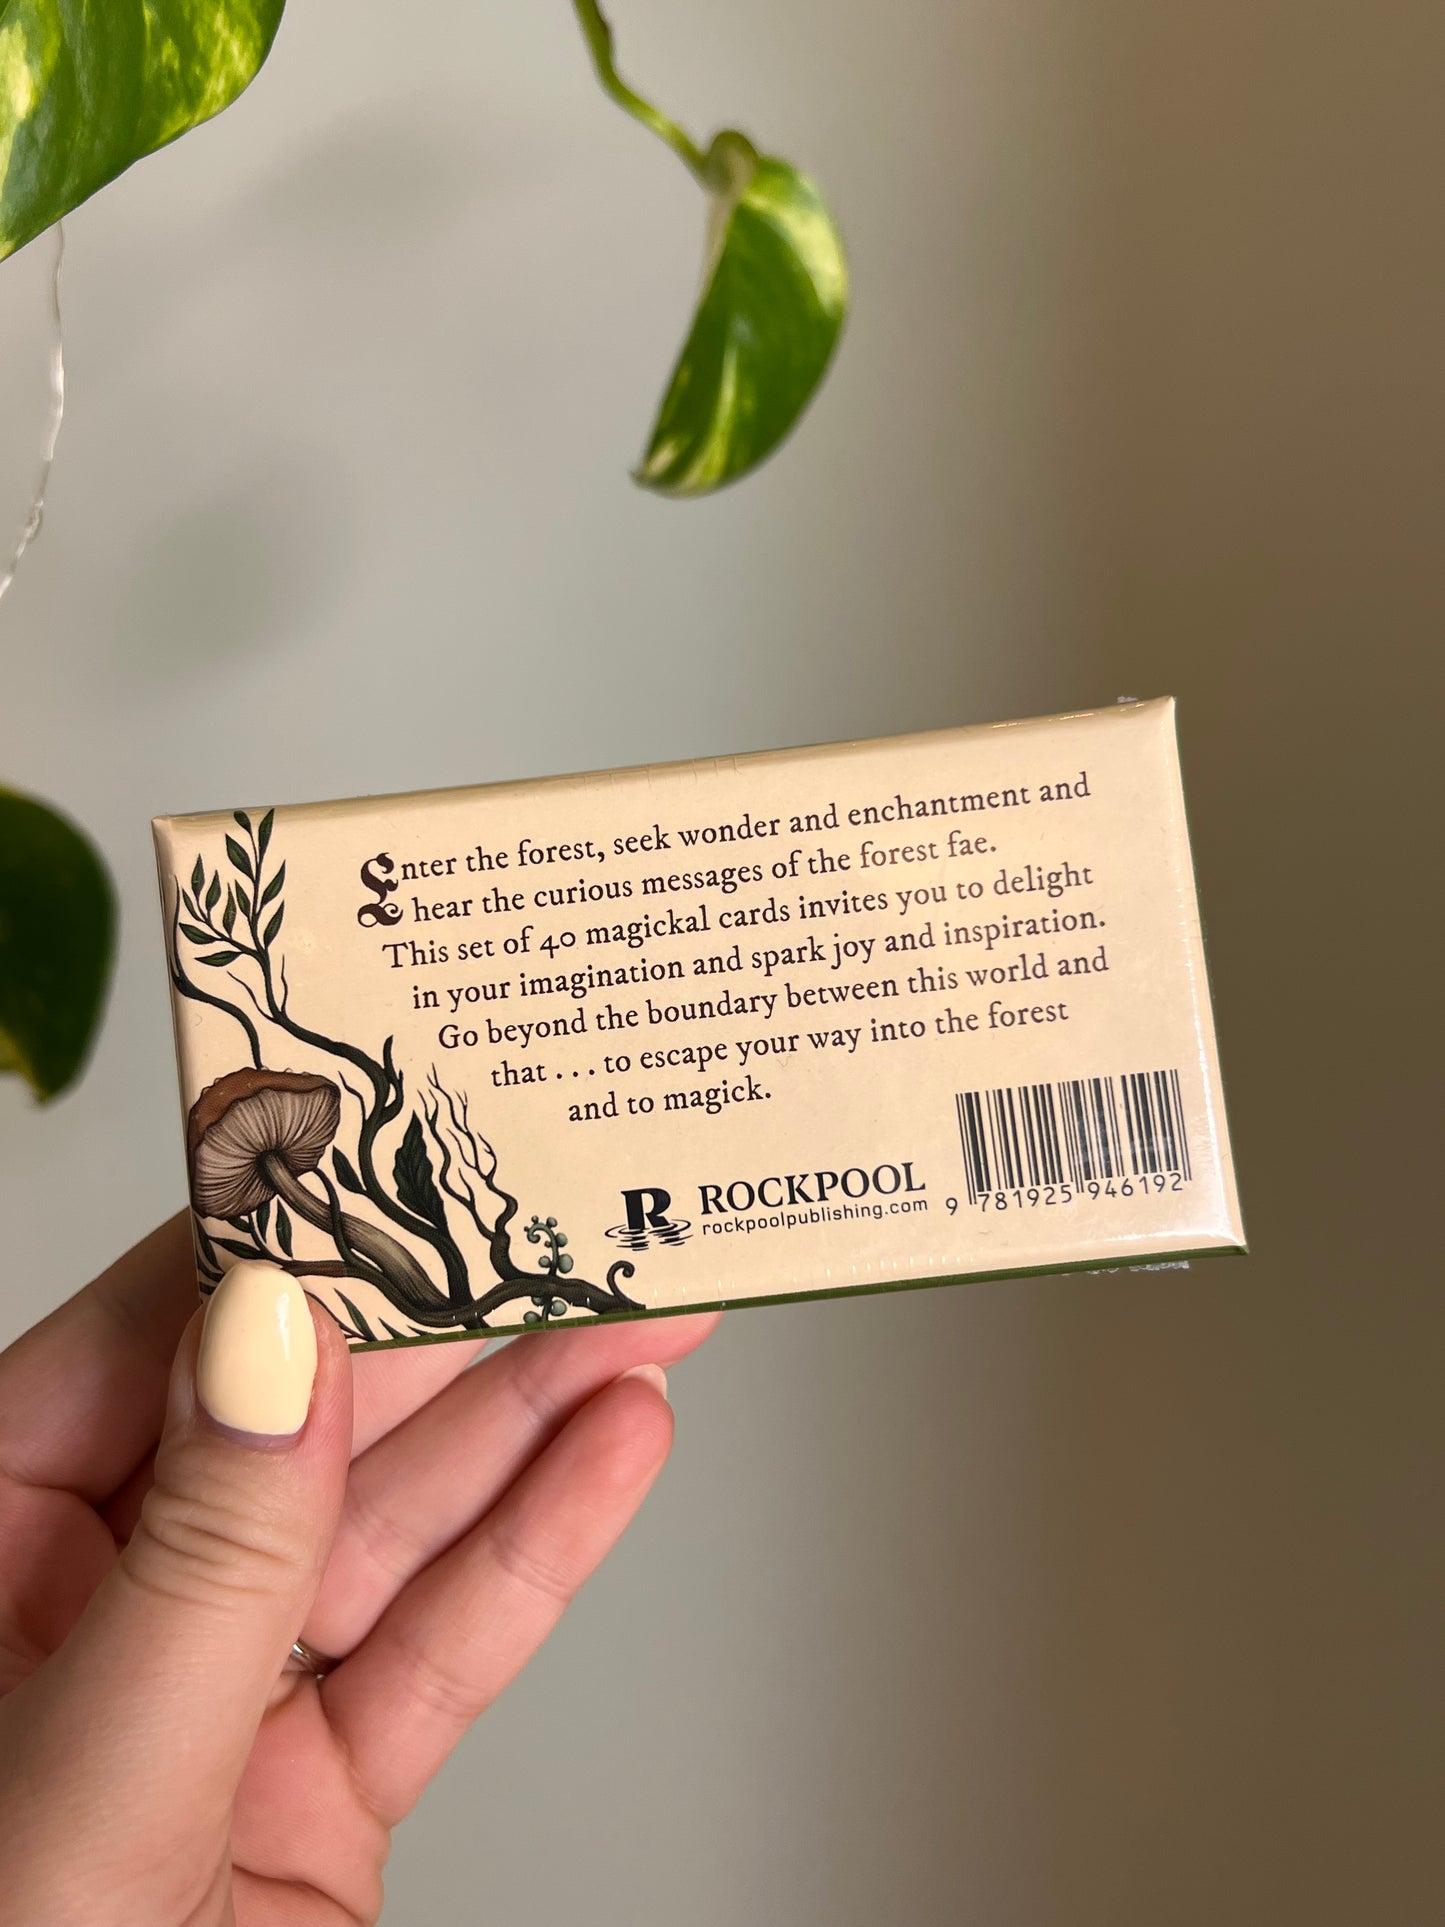 Enter the forest, seek wonder and enchantment and
hear the curious messages of the forest fae.
This set of 40 magickal cards invites you to delight
in your imagination and spark joy and inspiration.
Go beyond the boundary between this world and
that . . . to escape your way into the forest
and to magick.
R ROCKPOOL
rockpoolpublishing.com
9 781925 946192